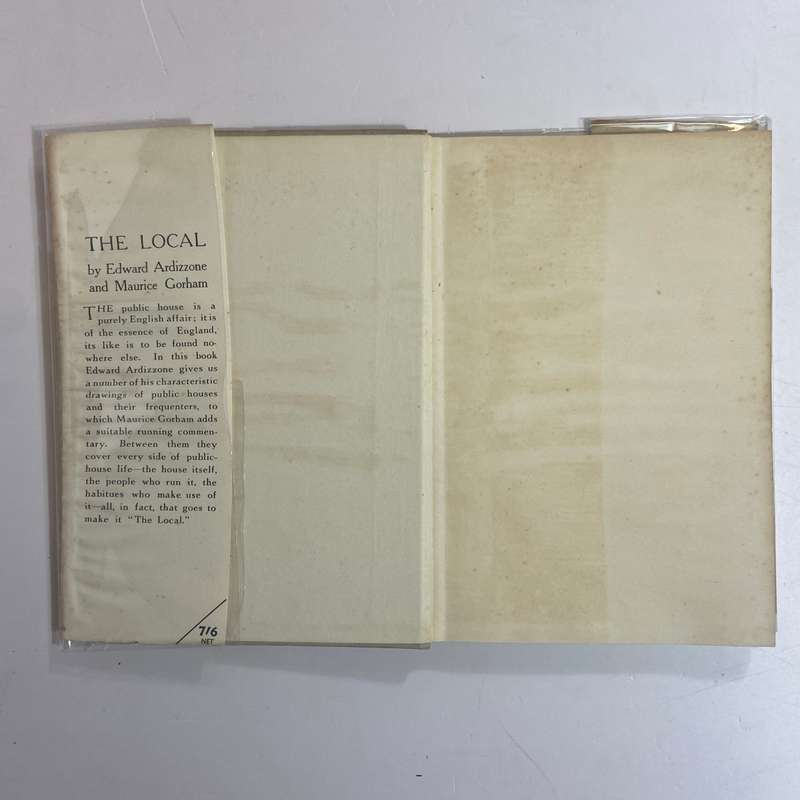 THE LOCAL
by Edward Ardizzone
and Maurice Gorham
THE public house is a
purely English affair; it is
of the essence of England,
its like is to be found no-
where else. In this book
Edward Ardizzone gives us
a number of his characteristic
drawings of public houses
and their frequenters, to
which Maurice Gorham adds
a suitable running commen-
tary. Between them they
cover every side of public-
house life—the house itself,
the people who run it, the
habitues who make use of
it—all, in fact, that goes to
make it "The Local."
7/6
NET